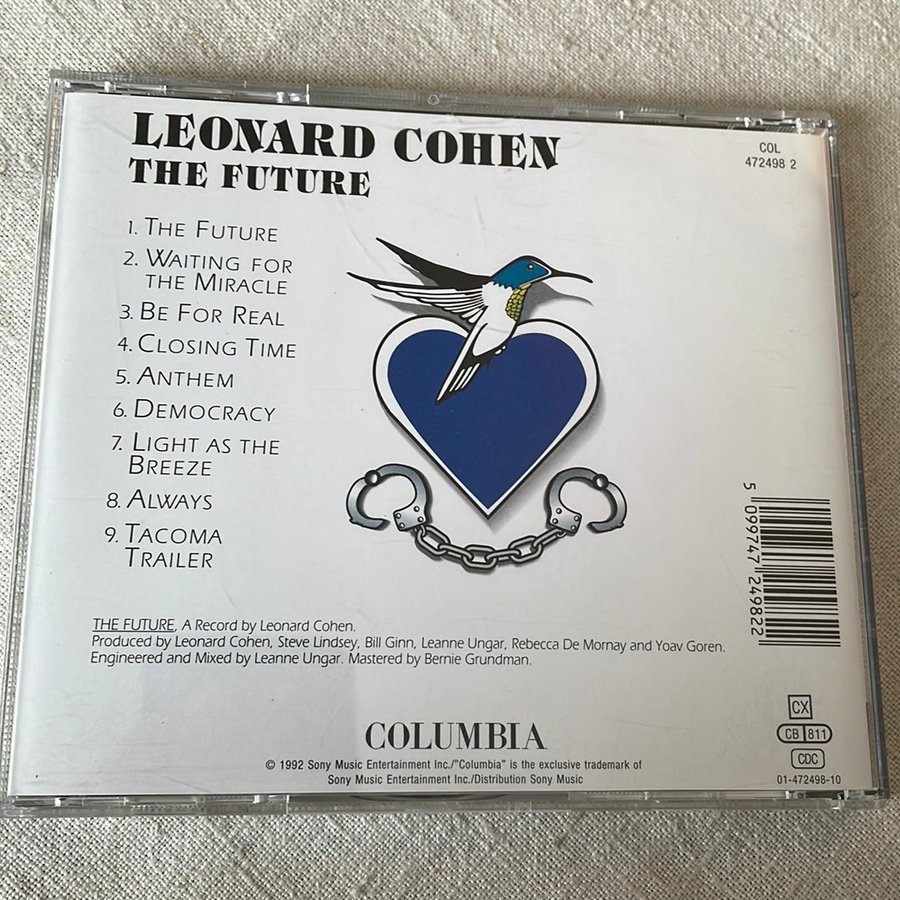 LEONARD COHEN
THE FUTURE
COL
472498 2
1. THE FUTURE
2. WAITING FOR
THE MIRACLE
3. BE FOR REAL
4. CLOSING TIME
5. ANTHEM
6. DEMOCRACY
7. LIGHT AS THE
BREEZE
8. ALWAYS
9. TACOMA
TRAILER
5 099747 249822
THE FUTURE, A Record by Leonard Cohen.
Produced by Leonard Cohen, Steve Lindsey, Bill Ginn, Leanne Ungar, Rebecca De Mornay and Yoav Goren.
Engineered and Mixed by Leanne Ungar. Mastered by Bernie Grundman.
COLUMBIA
© 1992 Sony Music Entertainment Inc./"Columbia" is the exclusive trademark of
Sony Music Entertainment Inc./Distribution Sony Music
CX
CB 811
CDC
01-472498-10